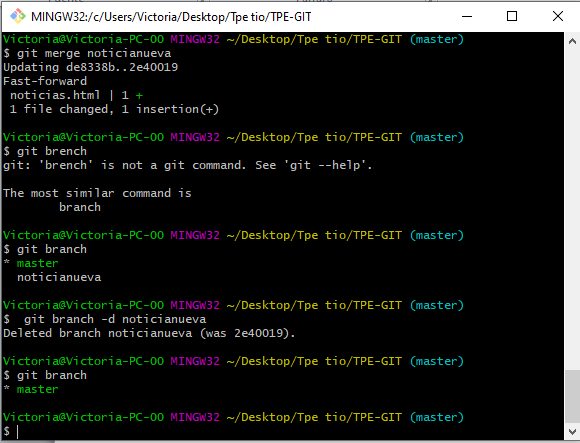 MINGW32:/c/Users/Victoria/Desktop/Tpe tio/TPE-GIT
Victoria@Victoria-PC-OO MINGW32 ~/Desktop/Tpe tio/TPE-GIT (master)
$ git merge noticianueva
Updating de8338b..2e40019
Fast-forward
 noticias.html | 1 +
 1 file changed, 1 insertion(+)
Victoria@Victoria-PC-OO MINGW32 ~/Desktop/Tpe tio/TPE-GIT (master)
$ git brench
git: 'brench' is not a git command. See 'git --help'.
The most similar command is
        branch
Victoria@Victoria-PC-OO MINGW32 ~/Desktop/Tpe tio/TPE-GIT (master)
$ git branch
* master
  noticianueva
Victoria@Victoria-PC-OO MINGW32 ~/Desktop/Tpe tio/TPE-GIT (master)
$  git branch -d noticianueva
Deleted branch noticianueva (was 2e40019).
Victoria@Victoria-PC-OO MINGW32 ~/Desktop/Tpe tio/TPE-GIT (master)
$ git branch
* master
Victoria@Victoria-PC-OO MINGW32 ~/Desktop/Tpe tio/TPE-GIT (master)
$